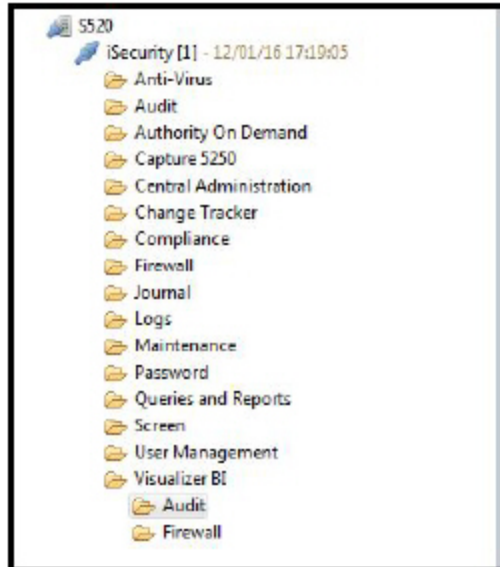 S520
iSecurity [1] - 12/01/16 17:19:05
Anti-Virus
Audit
Authority On Demand
Capture 5250
Central Administration
Change Tracker
Compliance
Firewall
Journal
Logs
Maintenance
Password
Queries and Reports
Screen
User Management
Visualizer BI
Audit
Firewall